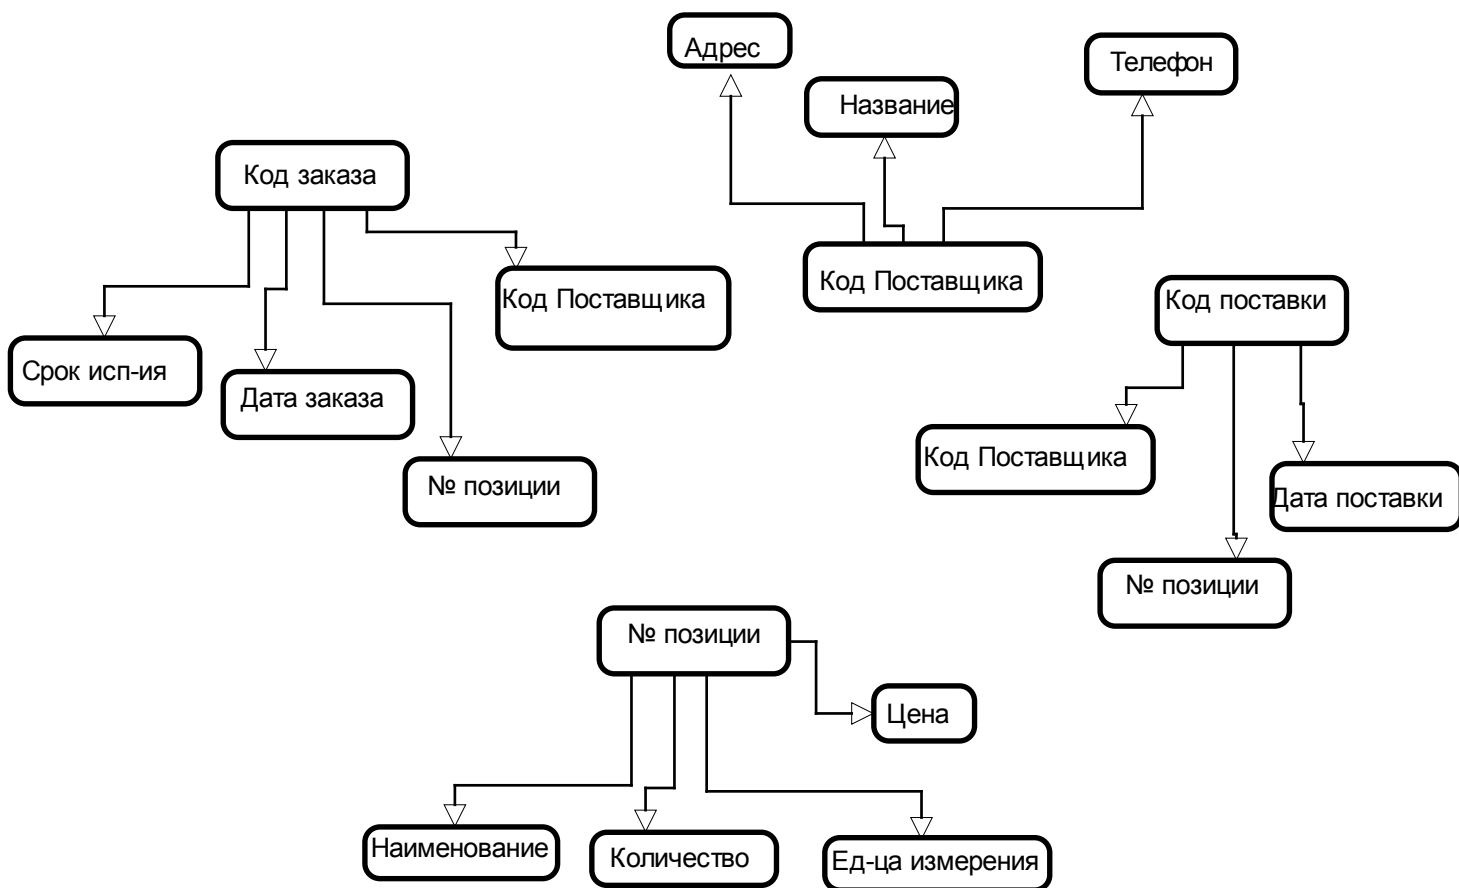 Адрес
Телефон
Название
Код заказа
Код Поставщика
Код Поставщика
Код поставки
Срок исп-ия
Дата заказа
Код Поставщика
№ позиции
Дата поставки
№ позиции
№ позиции
Цена
Наименование
Количество
Ед-ца измерения